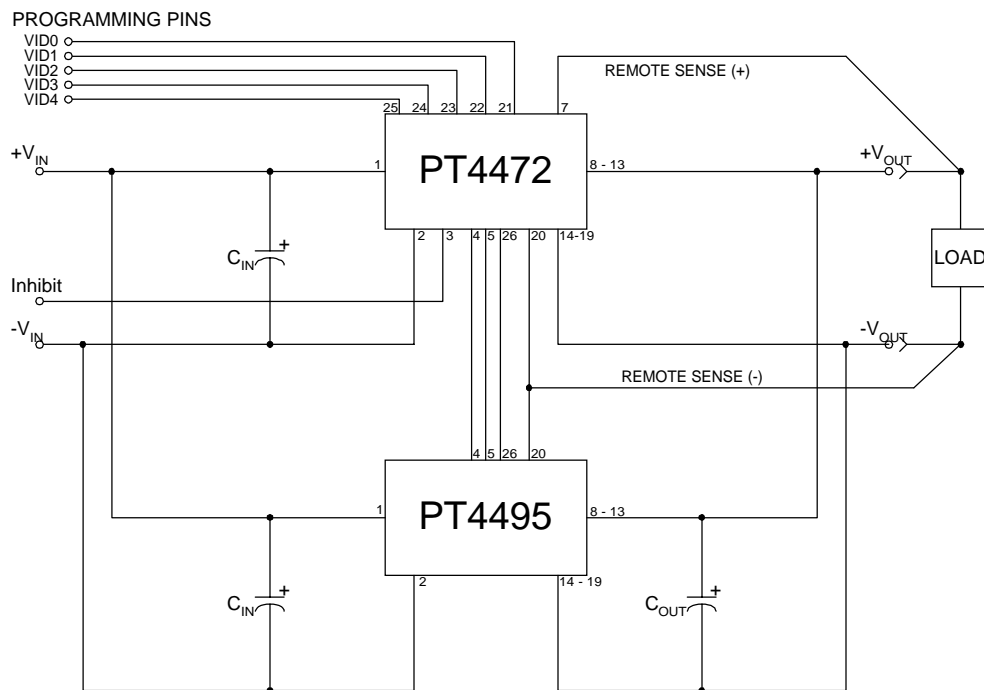 PROGRAMMING PINS
VID0
VID1
VID2
VID3
VID4
25 24 23 22 21 7
REMOTE SENSE (+)
+VIN
1
PT4472
8 - 13
+VOUT
2 3 4 5 26 20 14-19
CIN
+
LOAD
Inhibit
-VIN
-VOUT
REMOTE SENSE (-)
4 5 26 20
1
PT4495
8 - 13
2
14 - 19
CIN
+
COUT
+